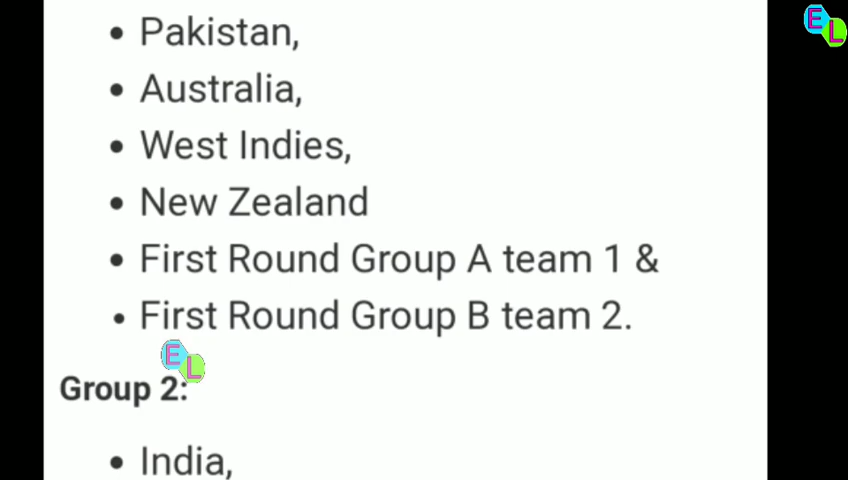 E L
• Pakistan,
• Australia,
• West Indies,
• New Zealand
• First Round Group A team 1 &
• First Round Group B team 2.
E L
Group 2:
• India,